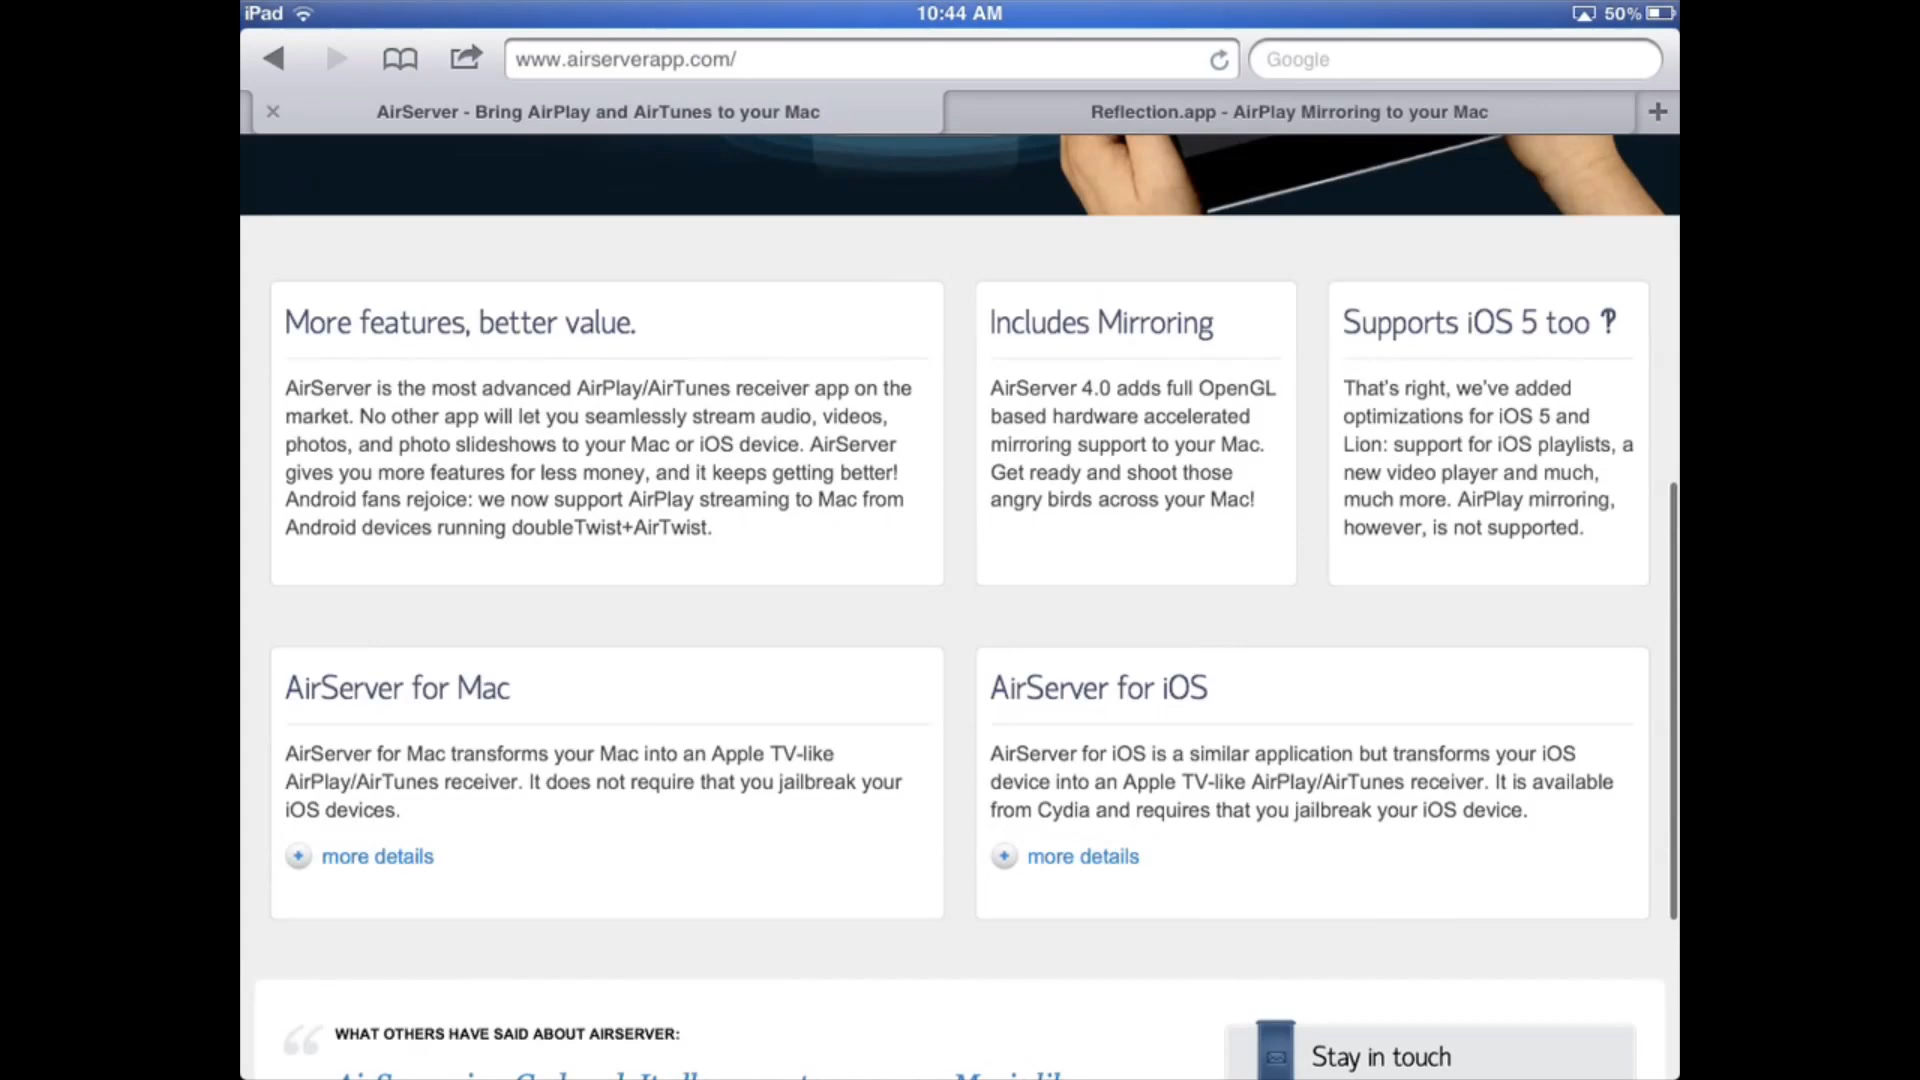 iPad
10:44 AM
50%
www.airserverapp.com/
Google
AirServer - Bring AirPlay and AirTunes to your Mac
Reflection.app - AirPlay Mirroring to your Mac
More features, better value.
AirServer is the most advanced AirPlay/AirTunes receiver app on the
market. No other app will let you seamlessly stream audio, videos,
photos, and photo slideshows to your Mac or iOS device. AirServer
gives you more features for less money, and it keeps getting better!
Android fans rejoice: we now support AirPlay streaming to Mac from
Android devices running doubleTwist+AirTwist.
Includes Mirroring
AirServer 4.0 adds full OpenGL
based hardware accelerated
mirroring support to your Mac.
Get ready and shoot those
angry birds across your Mac!
Supports iOS 5 too ‽
That's right, we've added
optimizations for iOS 5 and
Lion: support for iOS playlists, a
new video player and much,
much more. AirPlay mirroring,
however, is not supported.
AirServer for Mac
AirServer for Mac transforms your Mac into an Apple TV-like
AirPlay/AirTunes receiver. It does not require that you jailbreak your
iOS devices.
more details
AirServer for iOS
AirServer for iOS is a similar application but transforms your iOS
device into an Apple TV-like AirPlay/AirTunes receiver. It is available
from Cydia and requires that you jailbreak your iOS device.
more details
WHAT OTHERS HAVE SAID ABOUT AIRSERVER:
Stay in touch